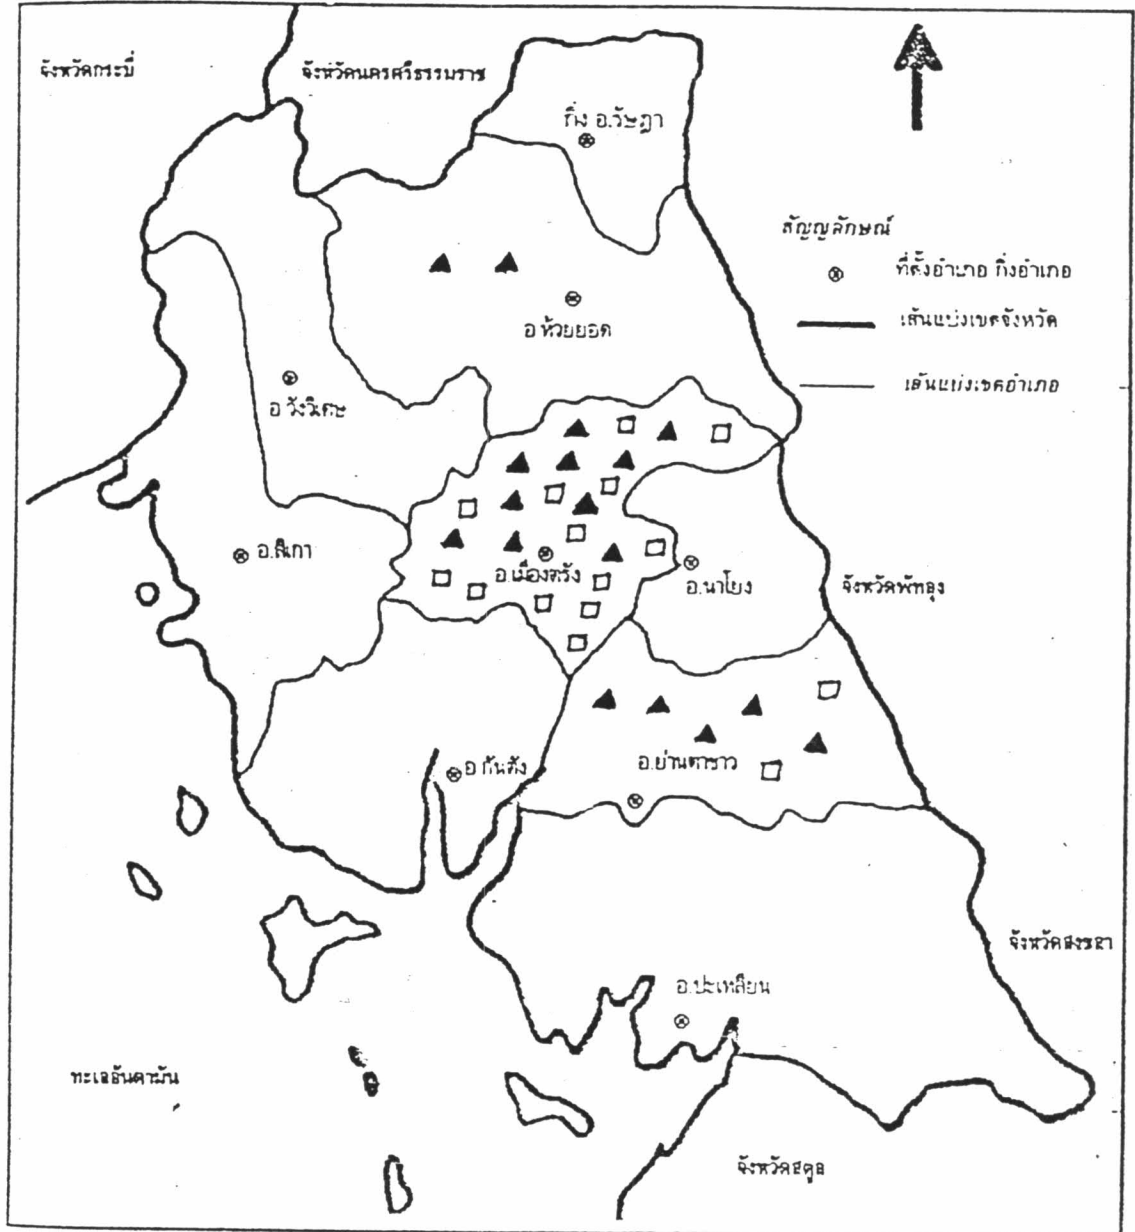 จังหวัดกระบี่
จังหวัดนครศรีธรรมราช
กิ่ง อ.รัษฎา
สัญญลักษณ์
ที่ตั้งอำเภอ กิ่งอำเภอ
อ ห้วยยอด
เส้นแบ่งเขตจังหวัด
เส้นแบ่งเขตอำเภอ
อ วังวิเศษ
อ.สิเกา
อ.เมืองตรัง
อ.นาโยง
จังหวัดพัทลุง
อ กันตัง
อ.ย่านตาขาว
จังหวัดสงขลา
อ.ปะเหลียน
ทะเลอันดามัน
จังหวัดสตูล